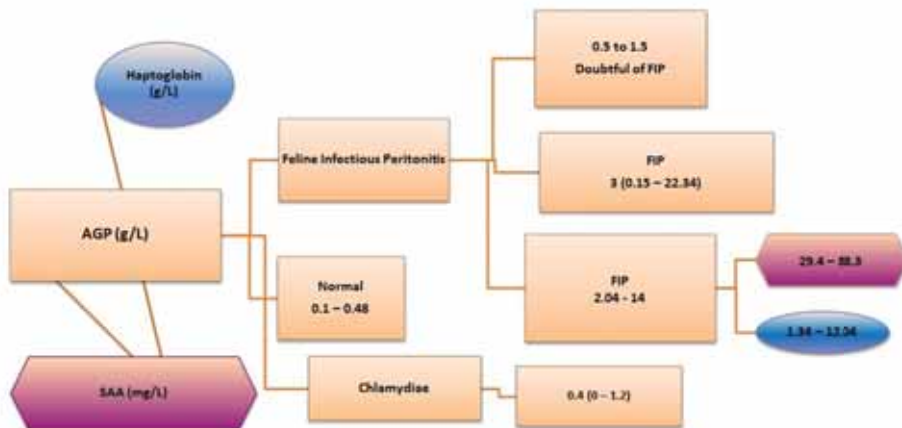 Haptoglobin
(g/L)
AGP (g/L)
SAA (mg/L)
Feline Infectious Peritonitis
Normal
0.1 – 0.48
Chlamydiae
0.5 to 1.5
Doubtful of FIP
FIP
3 (0.15 – 22.34)
FIP
2.04 - 14
29.4 – 88.3
1.94 – 12.04
0.4 (0 – 1.2)